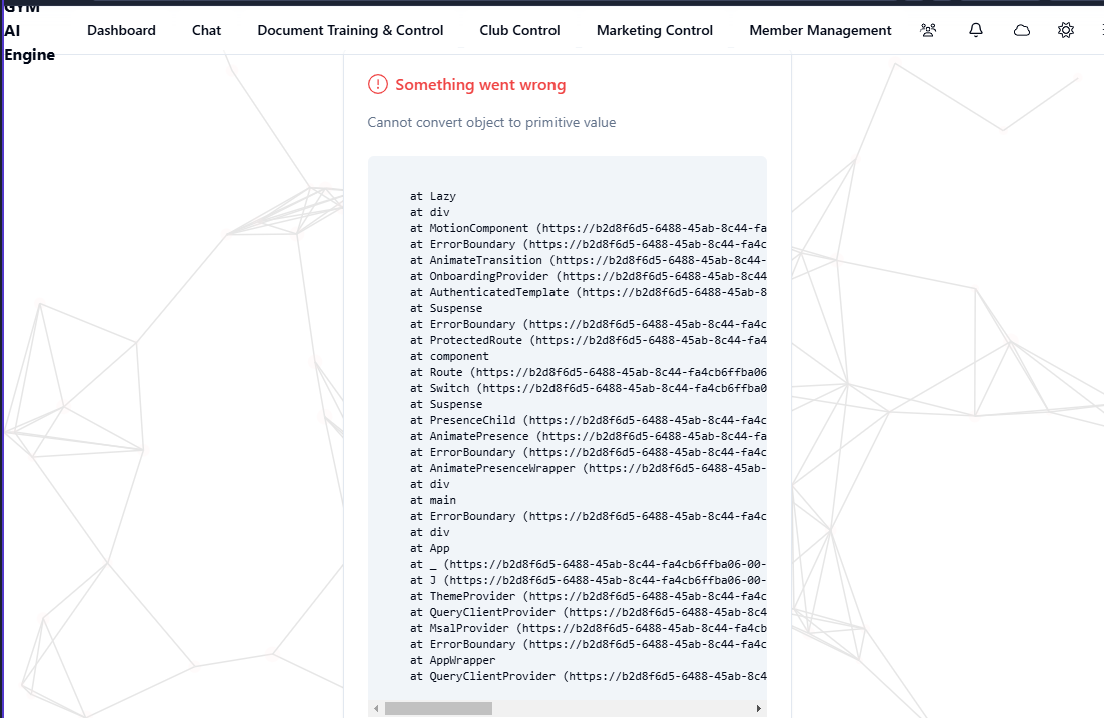 GYM
AI
Engine
Dashboard
Chat
Document Training & Control
Club Control
Marketing Control
Member Management
Something went wrong
Cannot convert object to primitive value
at Lazy
at div
at MotionComponent (https://b2d8f6d5-6488-45ab-8c44-fa
at ErrorBoundary (https://b2d8f6d5-6488-45ab-8c44-fa4c
at AnimateTransition (https://b2d8f6d5-6488-45ab-8c44-
at OnboardingProvider (https://b2d8f6d5-6488-45ab-8c44
at AuthenticatedTemplate (https://b2d8f6d5-6488-45ab-8
at Suspense
at ErrorBoundary (https://b2d8f6d5-6488-45ab-8c44-fa4c
at ProtectedRoute (https://b2d8f6d5-6488-45ab-8c44-fa4
at component
at Route (https://b2d8f6d5-6488-45ab-8c44-fa4cb6ffba06
at Switch (https://b2d8f6d5-6488-45ab-8c44-fa4cb6ffba0
at Suspense
at PresenceChild (https://b2d8f6d5-6488-45ab-8c44-fa4c
at AnimatePresence (https://b2d8f6d5-6488-45ab-8c44-fa
at ErrorBoundary (https://b2d8f6d5-6488-45ab-8c44-fa4c
at AnimatePresenceWrapper (https://b2d8f6d5-6488-45ab-
at div
at main
at ErrorBoundary (https://b2d8f6d5-6488-45ab-8c44-fa4c
at div
at App
at _ (https://b2d8f6d5-6488-45ab-8c44-fa4cb6ffba06-00-
at J (https://b2d8f6d5-6488-45ab-8c44-fa4cb6ffba06-00-
at ThemeProvider (https://b2d8f6d5-6488-45ab-8c44-fa4c
at QueryClientProvider (https://b2d8f6d5-6488-45ab-8c4
at MsalProvider (https://b2d8f6d5-6488-45ab-8c44-fa4cb
at ErrorBoundary (https://b2d8f6d5-6488-45ab-8c44-fa4c
at AppWrapper
at QueryClientProvider (https://b2d8f6d5-6488-45ab-8c4